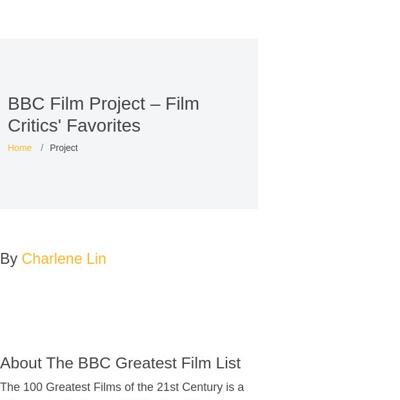 BBC Film Project – Film
Critics' Favorites
Home / Project
By Charlene Lin
About The BBC Greatest Film List
The 100 Greatest Films of the 21st Century is a